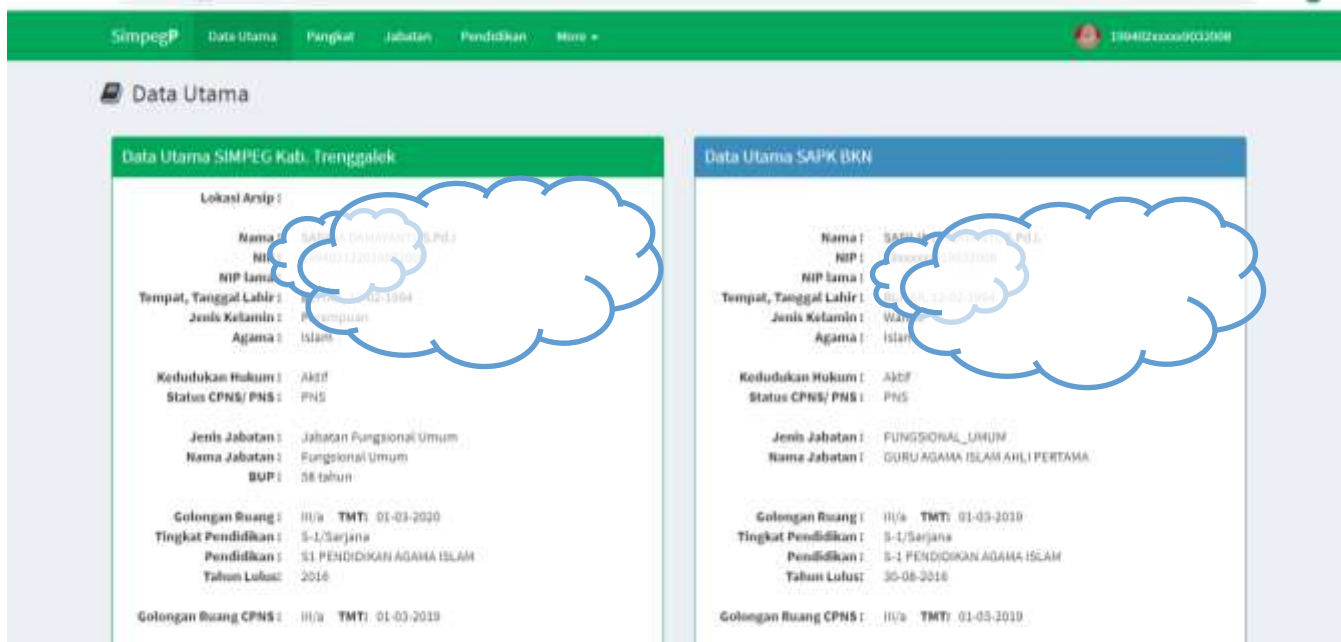 SimpegP Data Utama Pangkat Jabatan Pendidikan More
Data Utama
Data Utama SIMPEG Kab. Trenggalek
Lokasi Arsip :
Nama :
NIP
NIP lama
Tempat, Tanggal Lahir :
Jenis Kelamin : Perempuan
Agama : Islam
Kedudukan Hukum : Aktif
Status CPNS/ PNS : PNS
Jenis Jabatan : Jabatan Fungsional Umum
Nama Jabatan : Fungsional Umum
BUP : 58 tahun
Golongan Ruang : III/a TMT: 01-03-2020
Tingkat Pendidikan : S-1/Sarjana
Pendidikan : S1 PENDIDIKAN AGAMA ISLAM
Tahun Lulus: 2016
Golongan Ruang CPNS : III/a TMT: 01-03-2019
Data Utama SAPK BKN
Nama :
NIP :
NIP lama :
Tempat, Tanggal Lahir :
Jenis Kelamin :
Agama : Islam
Kedudukan Hukum : Aktif
Status CPNS/ PNS : PNS
Jenis Jabatan : FUNGSIONAL_UMUM
Nama Jabatan : GURU AGAMA ISLAM AHLI PERTAMA
Golongan Ruang : III/a TMT: 01-03-2019
Tingkat Pendidikan : S-1/Sarjana
Pendidikan : S-1 PENDIDIKAN AGAMA ISLAM
Tahun Lulus: 30-08-2016
Golongan Ruang CPNS : III/a TMT: 01-03-2019